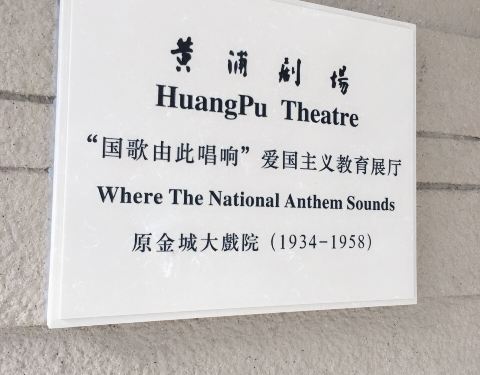 黄浦剧場
HuangPu Theatre
“国歌由此唱响”爱国主义教育展厅
Where The National Anthem Sounds
原金城大戲院（1934-1958）